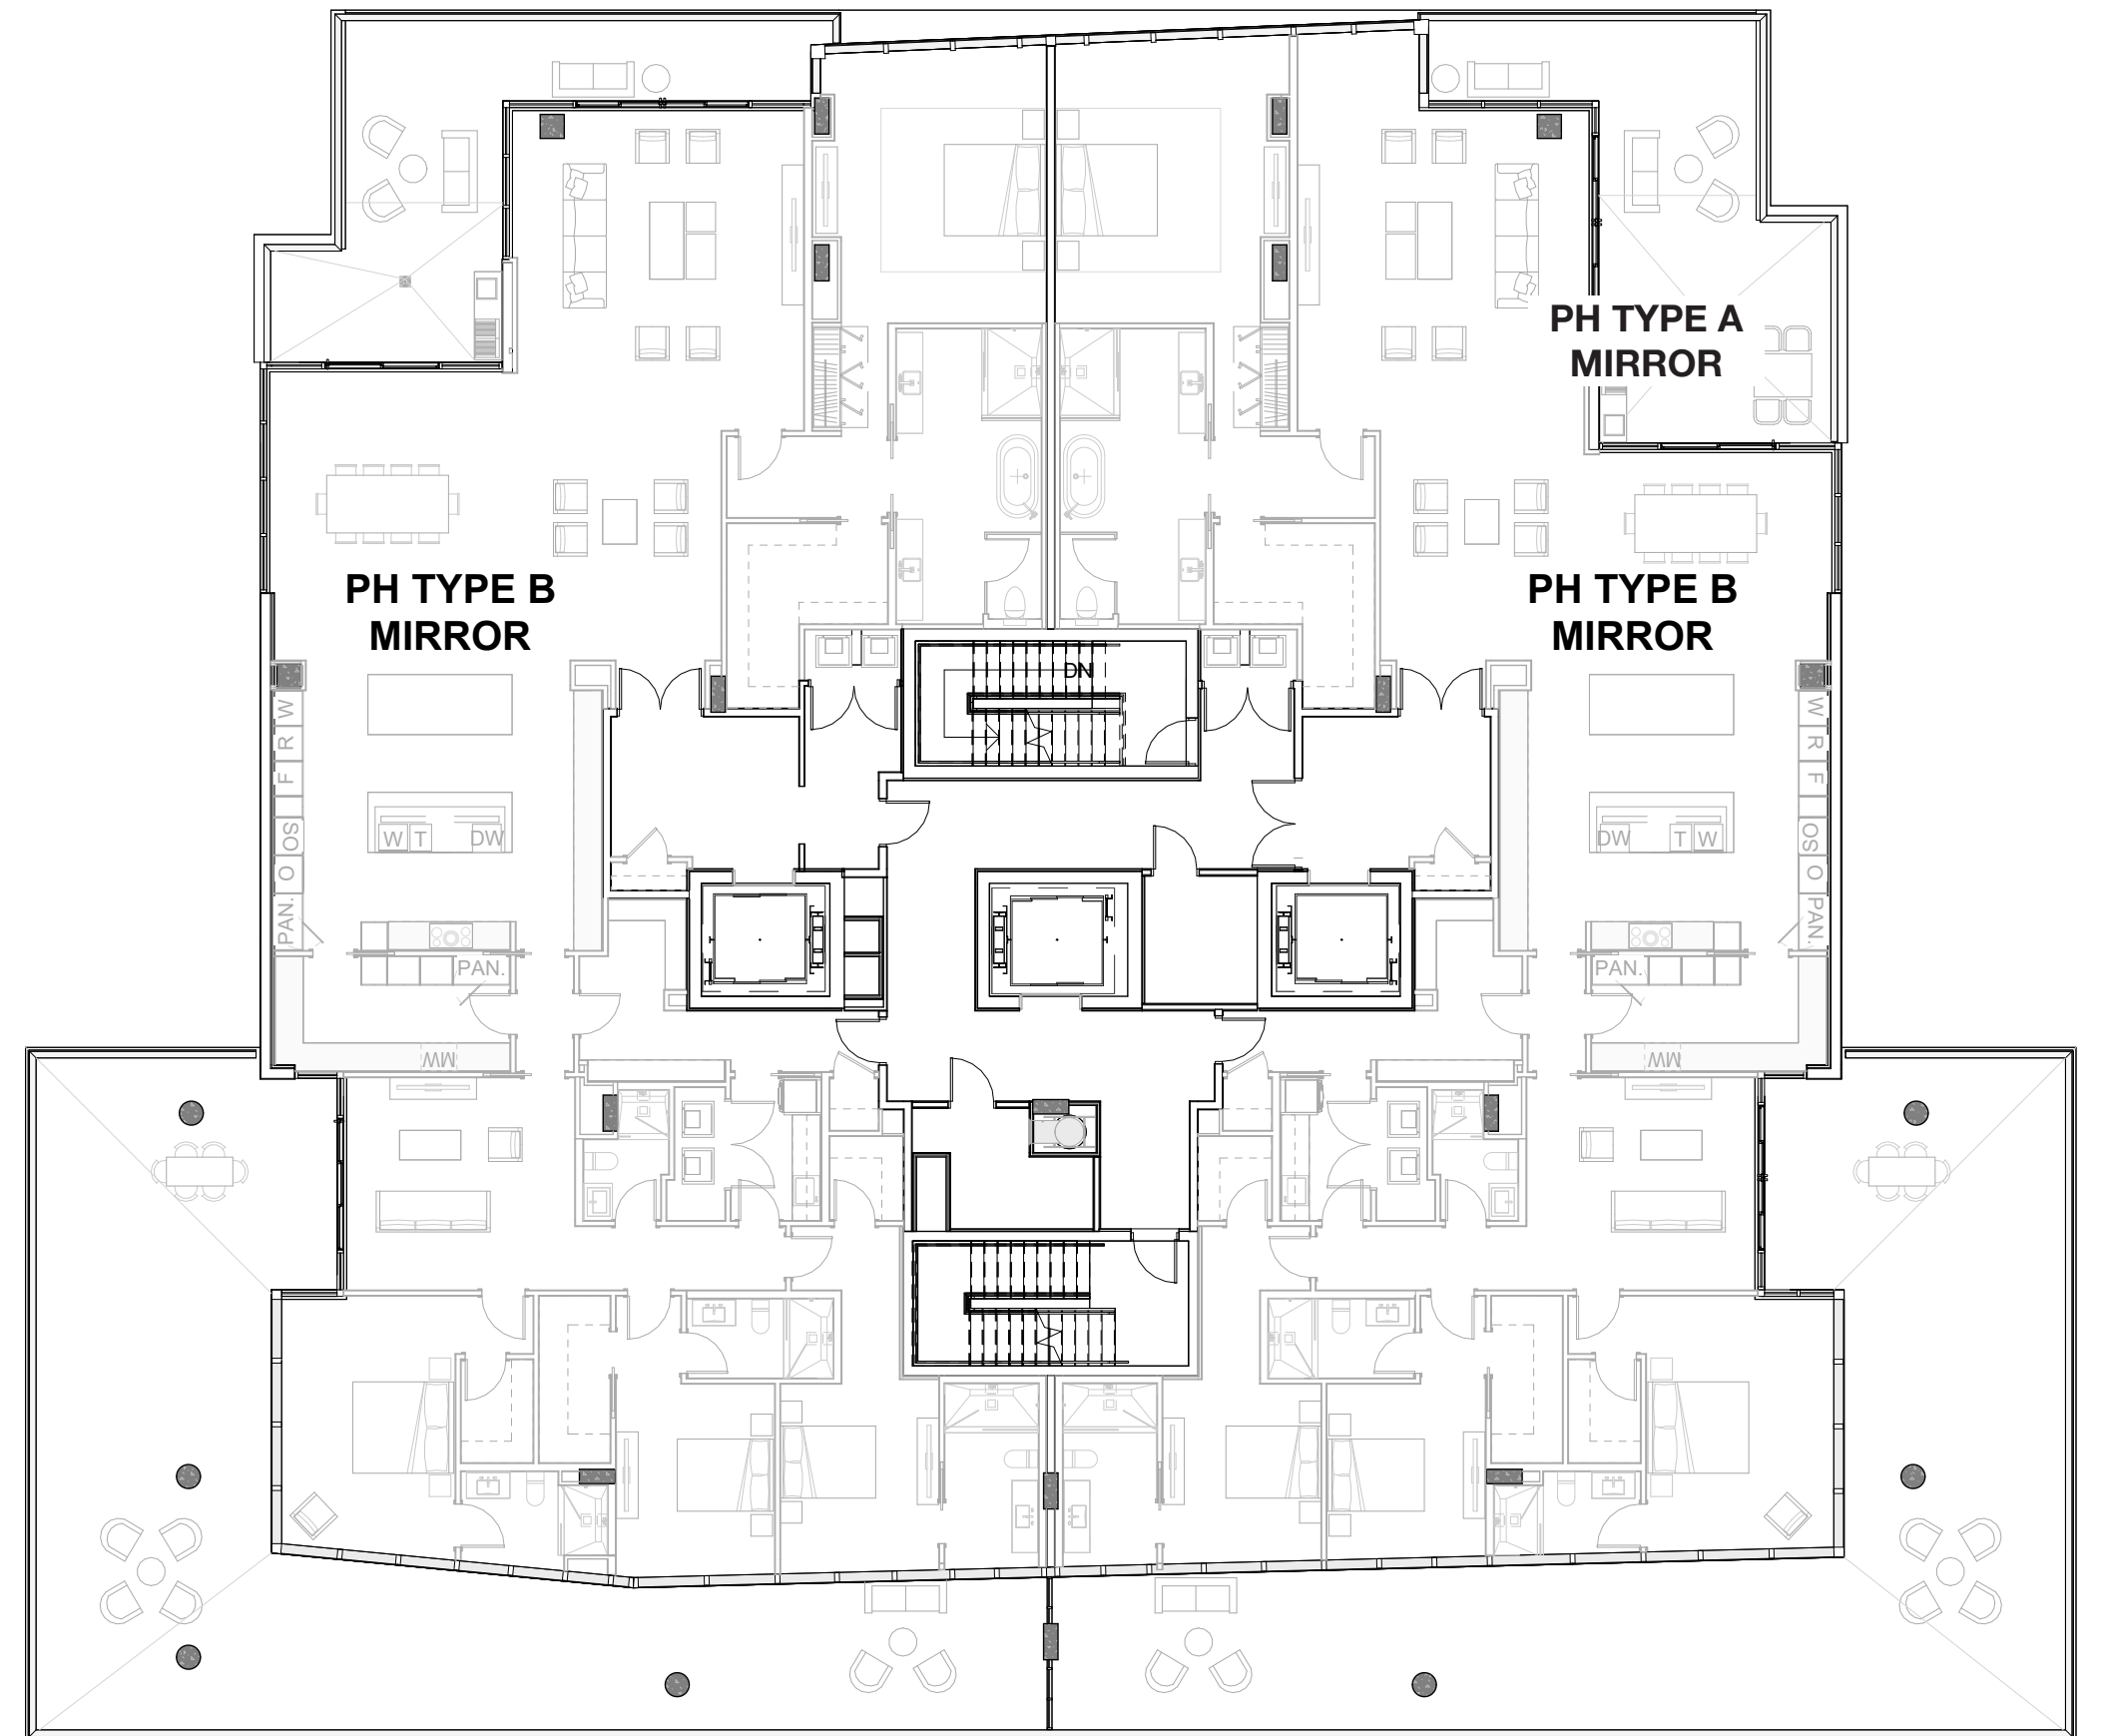 PH TYPE A
MIRROR
PH TYPE B
MIRROR
PH TYPE B
MIRROR
DN
W
R
F
OS
O
PAN.
W T DW
PAN.
MW
W
R
F
OS
O
PAN.
DW T W
PAN.
MW